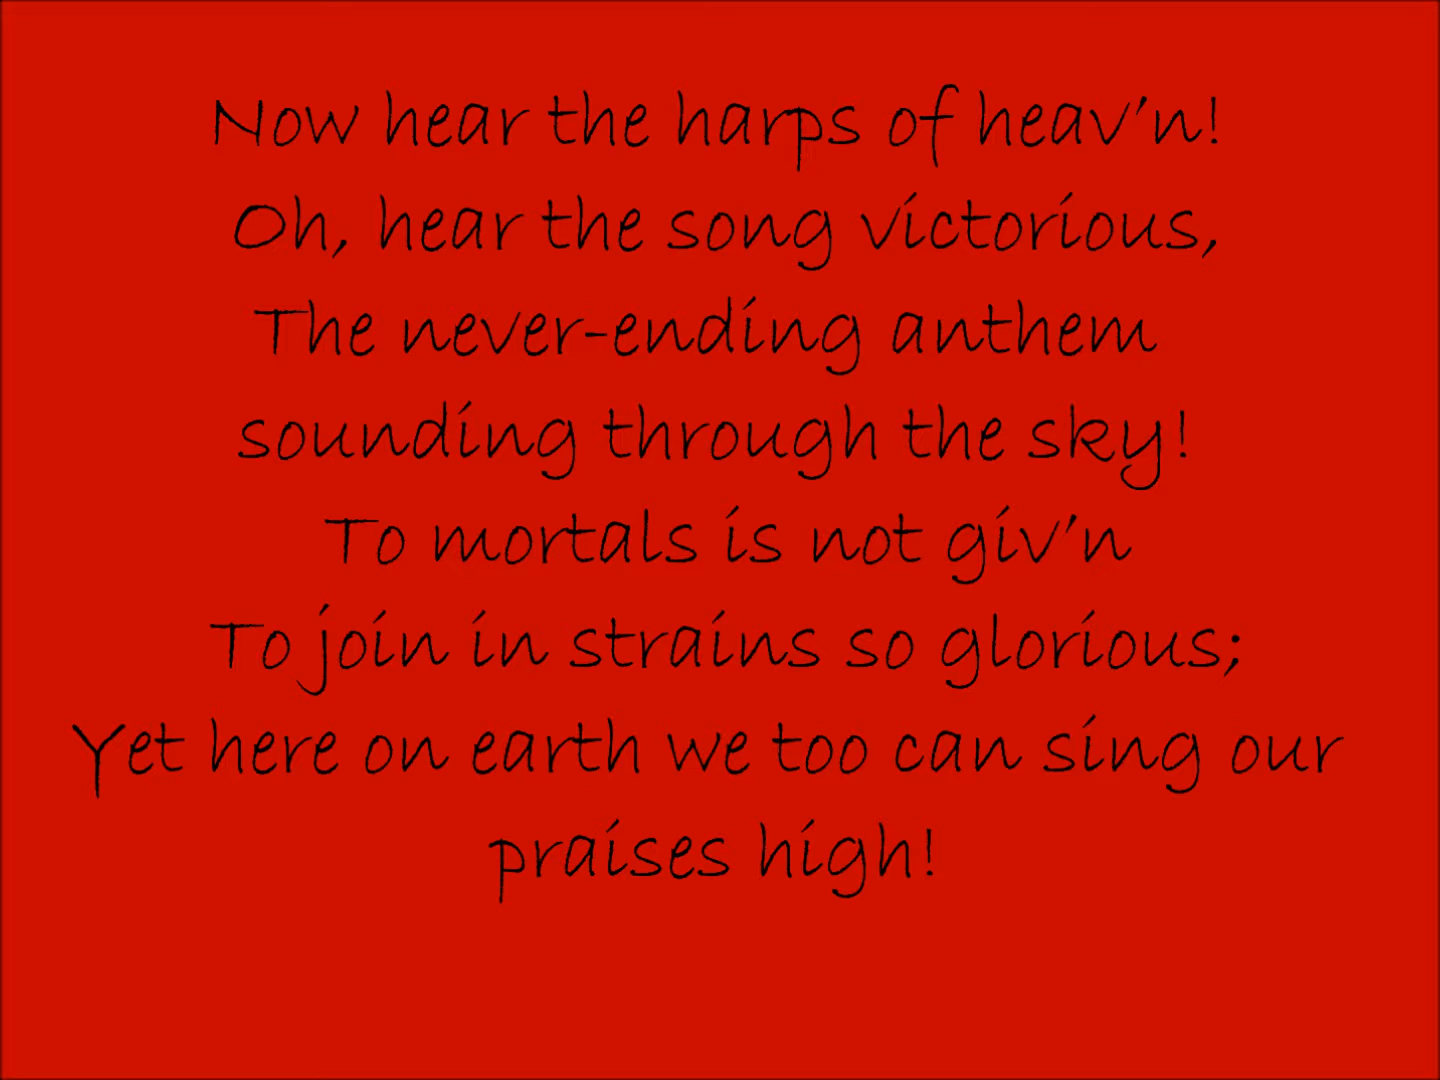 Now hear the harps of heav'n!
Oh, hear the song victorious,
The never-ending anthem
sounding through the sky!
To mortals is not giv'n
To join in strains so glorious;
Yet here on earth we too can sing our
praises high!